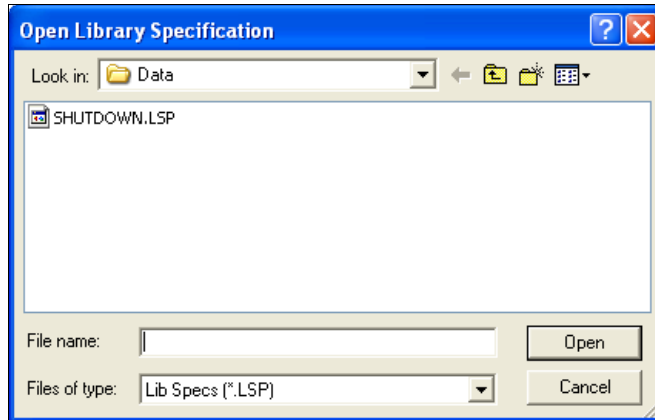 Open Library Specification
Look in: Data
SHUTDOWN.LSP
File name:
Open
Files of type: Lib Specs (*.LSP)
Cancel